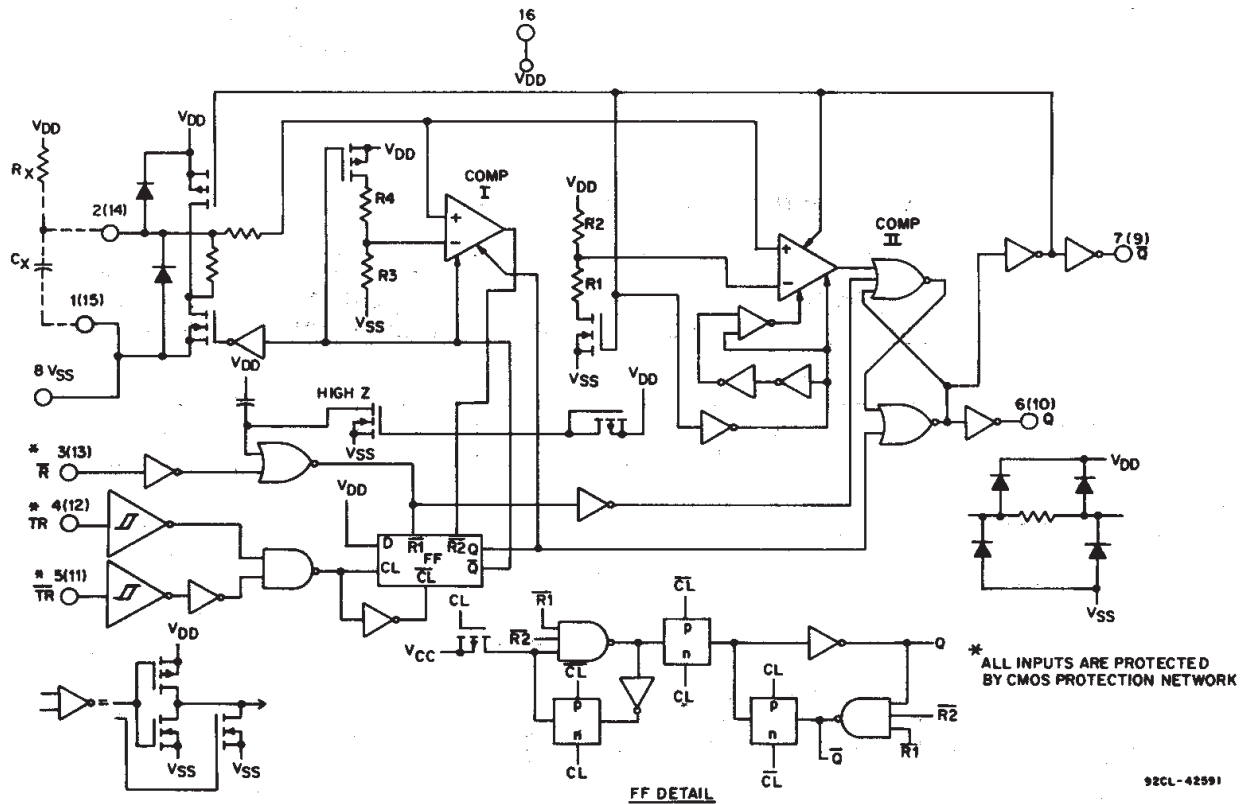 16
VDD
VDD
RX
CX
2(14)
1(15)
8 VSS
VDD
VDD
R4
R3
VSS
COMP
I
+
−
VDD
R2
R1
VSS
COMP
II
+
−
7(9)
Q̅
6(10)
Q
VDD
HIGH Z
VSS
VDD
* 3(13)
R̅
* 4(12)
TR
* 5(11)
T̅R̅
VDD
D
R̅1̅
R̅2̅
Q
FF
CL
C̅L̅
Q̅
VDD
VSS
VSS
CL
VCC
R̅1̅
R̅2̅
C̅L̅
p
n
CL
C̅L̅
p
n
CL
Q
CL
p
n
C̅L̅
Q̅
R̅2̅
R̅1̅
FF DETAIL
VDD
VSS
* ALL INPUTS ARE PROTECTED
BY CMOS PROTECTION NETWORK
92CL-42591